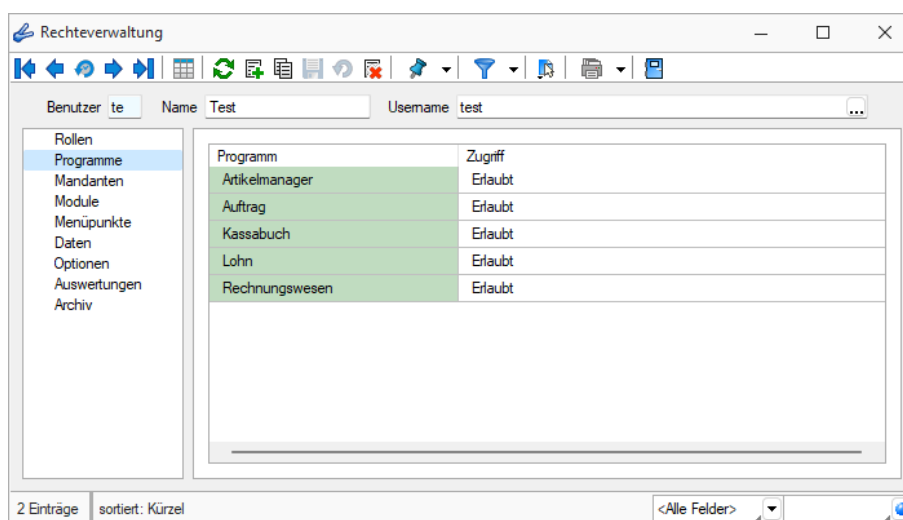 Rechteverwaltung
Benutzer te Name Test Username test ...
Rollen
Programme
Mandanten
Module
Menüpunkte
Daten
Optionen
Auswertungen
Archiv
Programm Zugriff
Artikelmanager Erlaubt
Auftrag Erlaubt
Kassabuch Erlaubt
Lohn Erlaubt
Rechnungswesen Erlaubt
2 Einträge sortiert: Kürzel <Alle Felder>